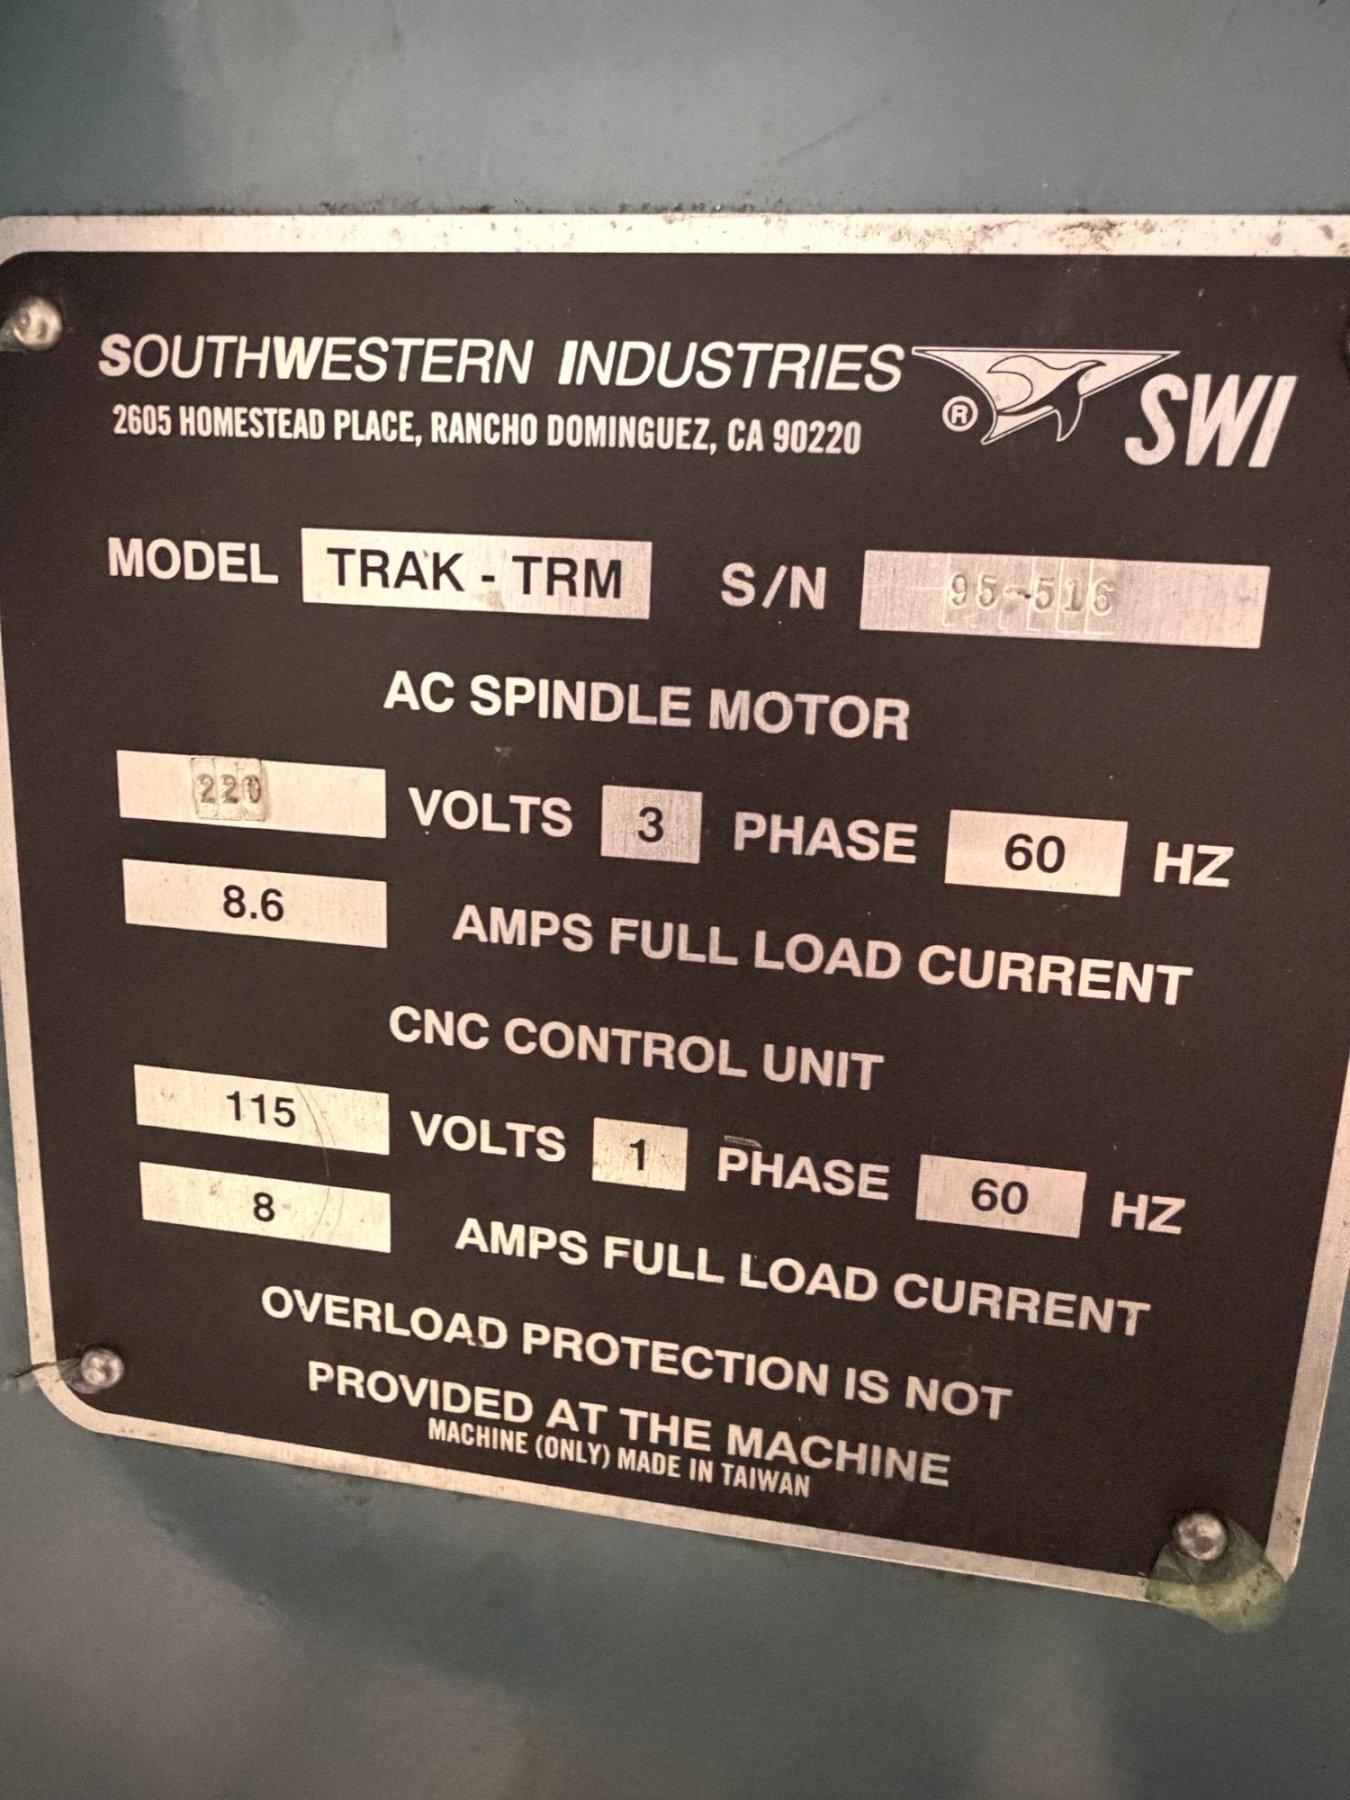 SOUTHWESTERN INDUSTRIES ® SWI
2605 HOMESTEAD PLACE, RANCHO DOMINGUEZ, CA 90220
MODEL TRAK - TRM S/N 95-516
AC SPINDLE MOTOR
220 VOLTS 3 PHASE 60 HZ
8.6 AMPS FULL LOAD CURRENT
CNC CONTROL UNIT
115 VOLTS 1 PHASE 60 HZ
8 AMPS FULL LOAD CURRENT
OVERLOAD PROTECTION IS NOT
PROVIDED AT THE MACHINE
MACHINE (ONLY) MADE IN TAIWAN